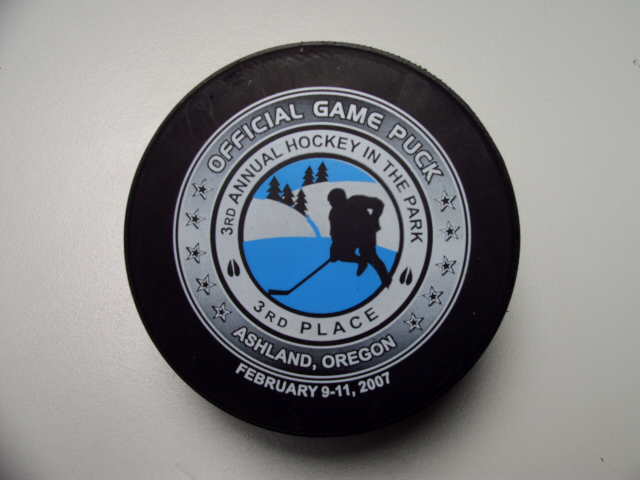 OFFICIAL GAME PUCK
3RD ANNUAL HOCKEY IN THE PARK
3RD PLACE
ASHLAND, OREGON
FEBRUARY 9-11, 2007